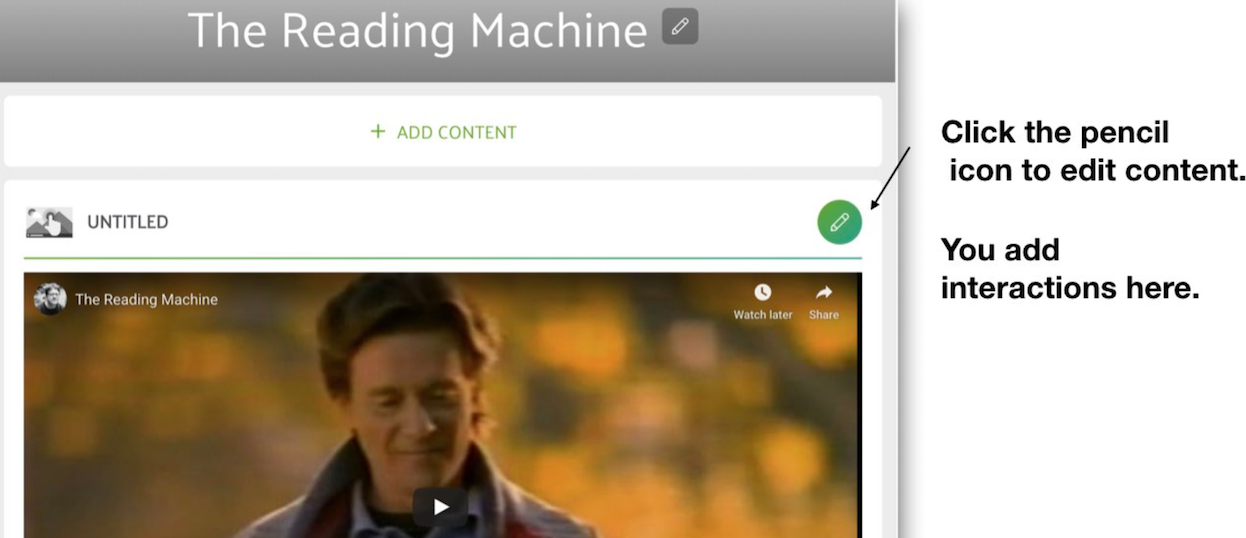 The Reading Machine
+ ADD CONTENT
UNTITLED
The Reading Machine
Watch later
Share
Click the pencil
icon to edit content.
You add
interactions here.